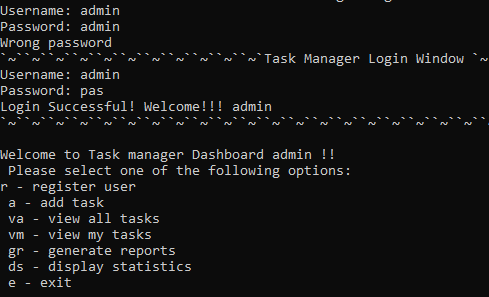 Username: admin
Password: admin
Wrong password
`~``~``~``~``~``~``~``~``~``~``~`Task Manager Login Window `~
Username: admin
Password: pas
Login Successful! Welcome!!! admin
`~``~``~``~``~``~``~``~``~``~``~``~``~``~``~``~``~``~``~``~``
Welcome to Task manager Dashboard admin !!
 Please select one of the following options:
r - register user
 a - add task
 va - view all tasks
 vm - view my tasks
 gr - generate reports
 ds - display statistics
 e - exit